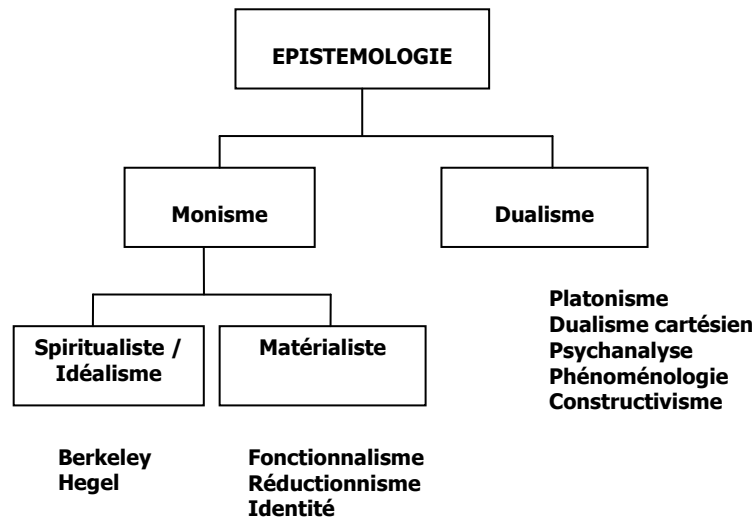 EPISTEMOLOGIE
Monisme
Dualisme
Spiritualiste /
Idéalisme
Matérialiste
Platonisme
Dualisme cartésien
Psychanalyse
Phénoménologie
Constructivisme
Berkeley
Hegel
Fonctionnalisme
Réductionnisme
Identité